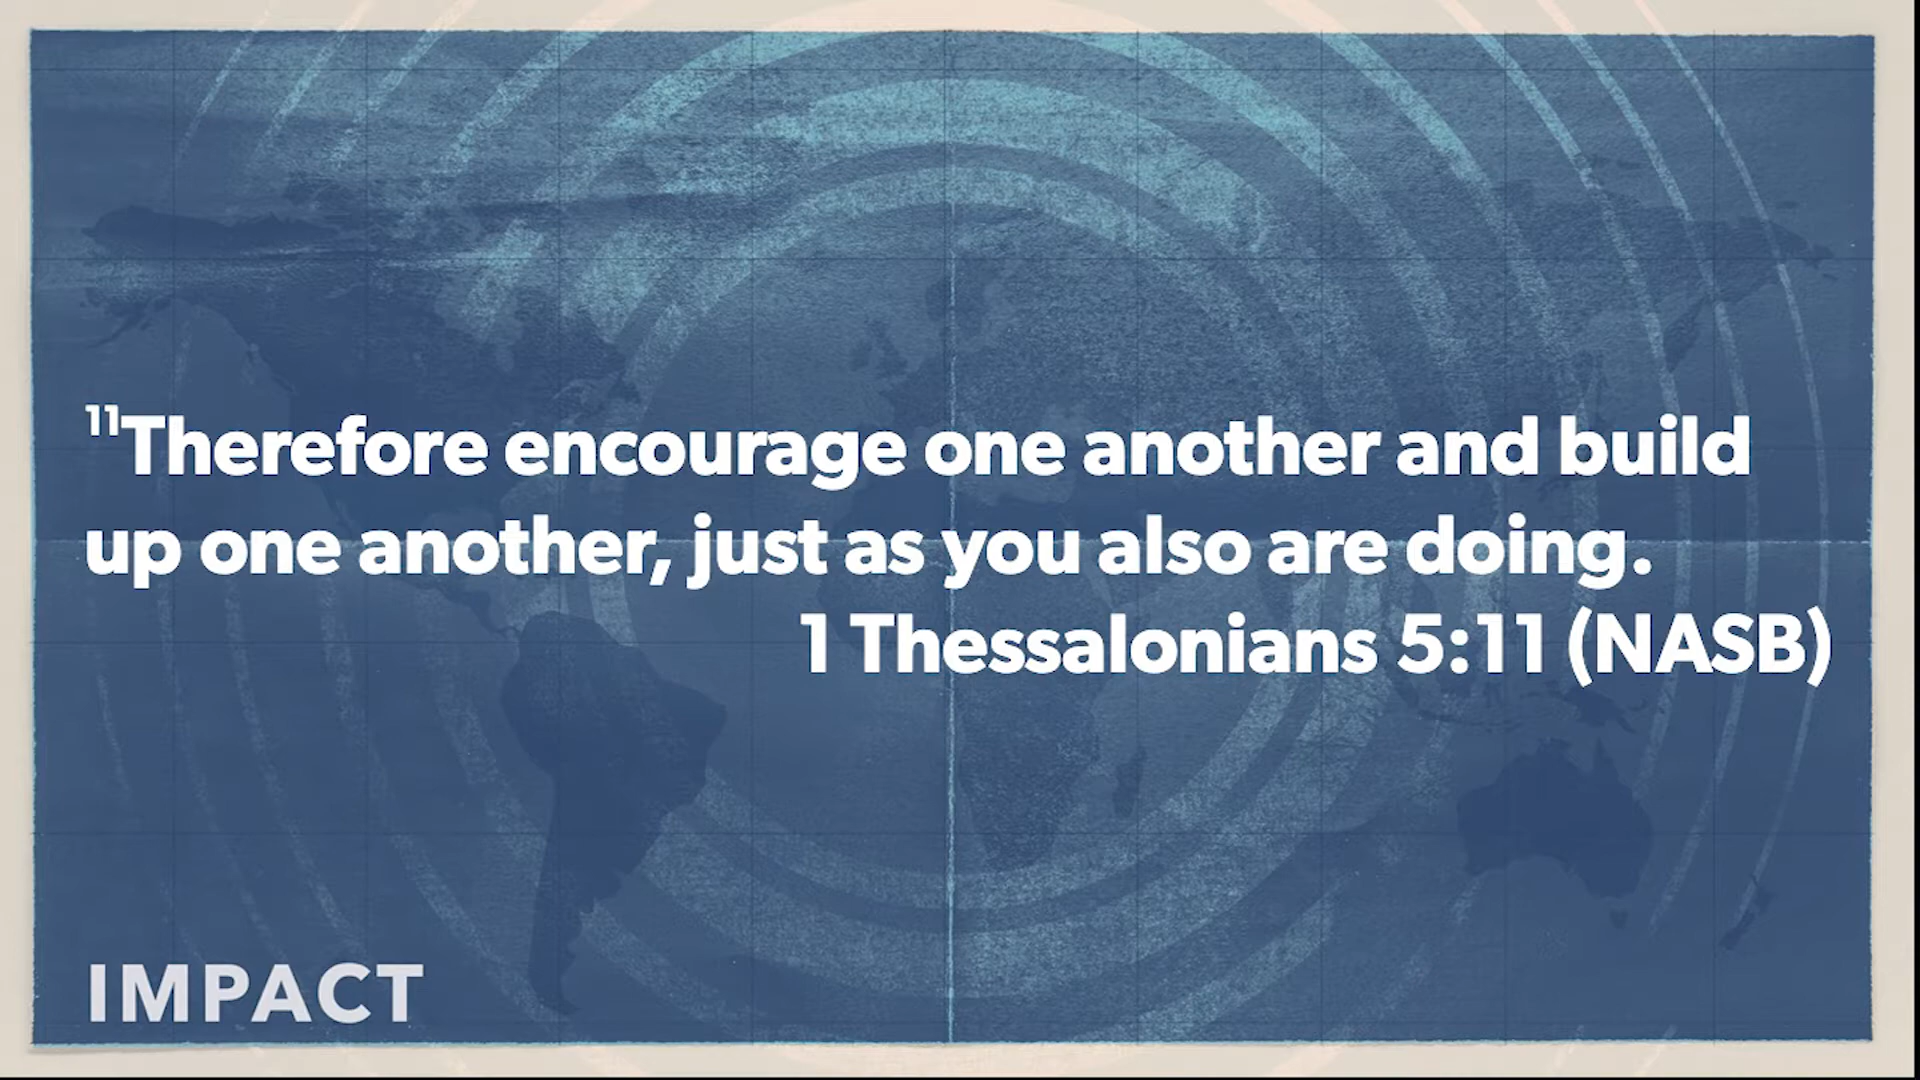 ¹¹Therefore encourage one another and build
up one another, just as you also are doing.
1 Thessalonians 5:11 (NASB)
IMPACT